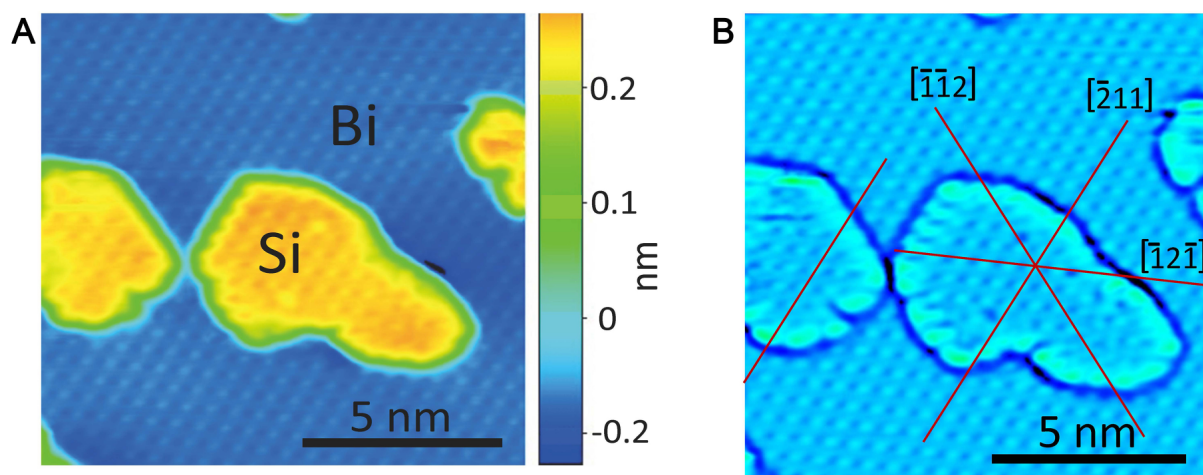 A
Bi
Si
5 nm
0.2
0.1
0
-0.2
nm
B
[1̄1̄2]
[2̄11]
[1̄21̄]
5 nm